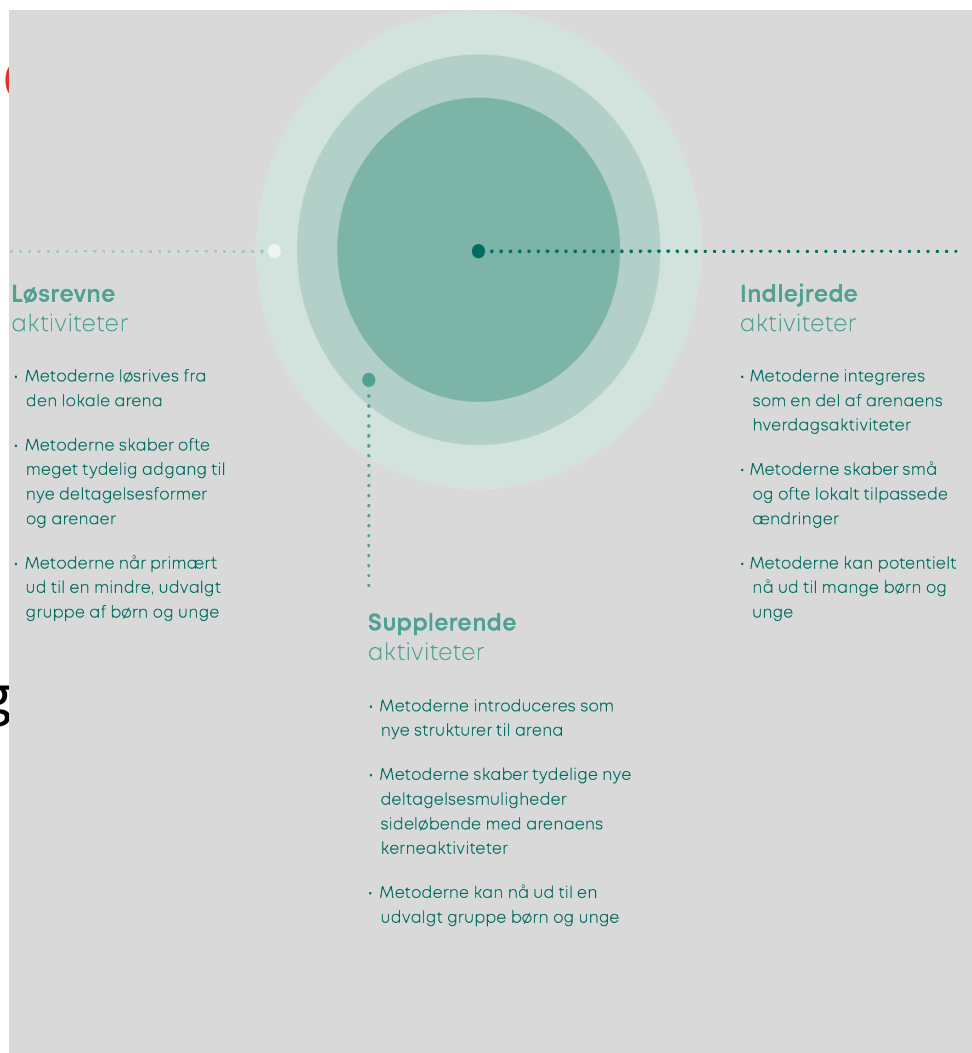 Løsrevne
aktiviteter
· Metoderne løsrives fra
den lokale arena
· Metoderne skaber ofte
meget tydelig adgang til
nye deltagelsesformer
og arenaer
· Metoderne når primært
ud til en mindre, udvalgt
gruppe af børn og unge
Supplerende
aktiviteter
· Metoderne introduceres som
nye strukturer til arena
· Metoderne skaber tydelige nye
deltagelsesmuligheder
sideløbende med arenaens
kerneaktiviteter
· Metoderne kan nå ud til en
udvalgt gruppe børn og unge
Indlejrede
aktiviteter
· Metoderne integreres
som en del af arenaens
hverdagsaktiviteter
· Metoderne skaber små
og ofte lokalt tilpassede
ændringer
· Metoderne kan potentielt
nå ud til mange børn og
unge